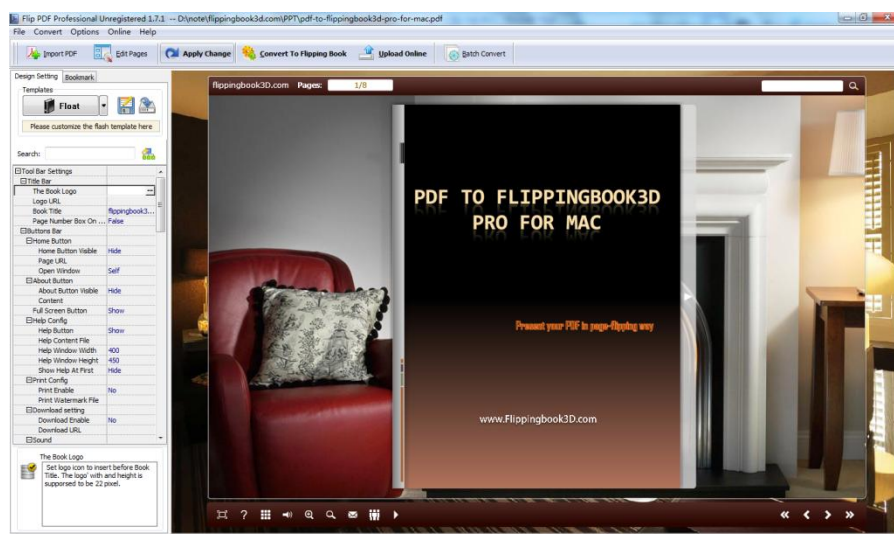 Flip PDF Professional Unregistered 1.7.1 -- D:\note\flippingbook3d.com\PPT\pdf-to-flippingbook3d-pro-for-mac.pdf
File Convert Options Online Help
Import PDF Edit Pages Apply Change Convert To Flipping Book Upload Online Batch Convert
Design Setting Bookmark
Templates
Float
Please customize the flash template here
Search:
Tool Bar Settings
Title Bar
The Book Logo
Logo URL
Book Title flippingbook3...
Page Number Box On ... False
Buttons Bar
Home Button
Home Button Visible Hide
Page URL
Open Window Self
About Button
About Button Visible Hide
Content
Full Screen Button Show
Help Config
Help Button Show
Help Content File
Help Window Width 400
Help Window Height 450
Show Help At First Hide
Print Config
Print Enable No
Print Watermark File
Download setting
Download Enable No
Download URL
Sound
The Book Logo
Set logo icon to insert before Book
Title. The logo' with and height is
supporsed to be 22
pixel.
flippingbook3D.com Pages: 1/8
PDF TO FLIPPINGBOOK3D
PRO FOR MAC
Present your PDF in page-flipping way
www.Flippingbook3D.com